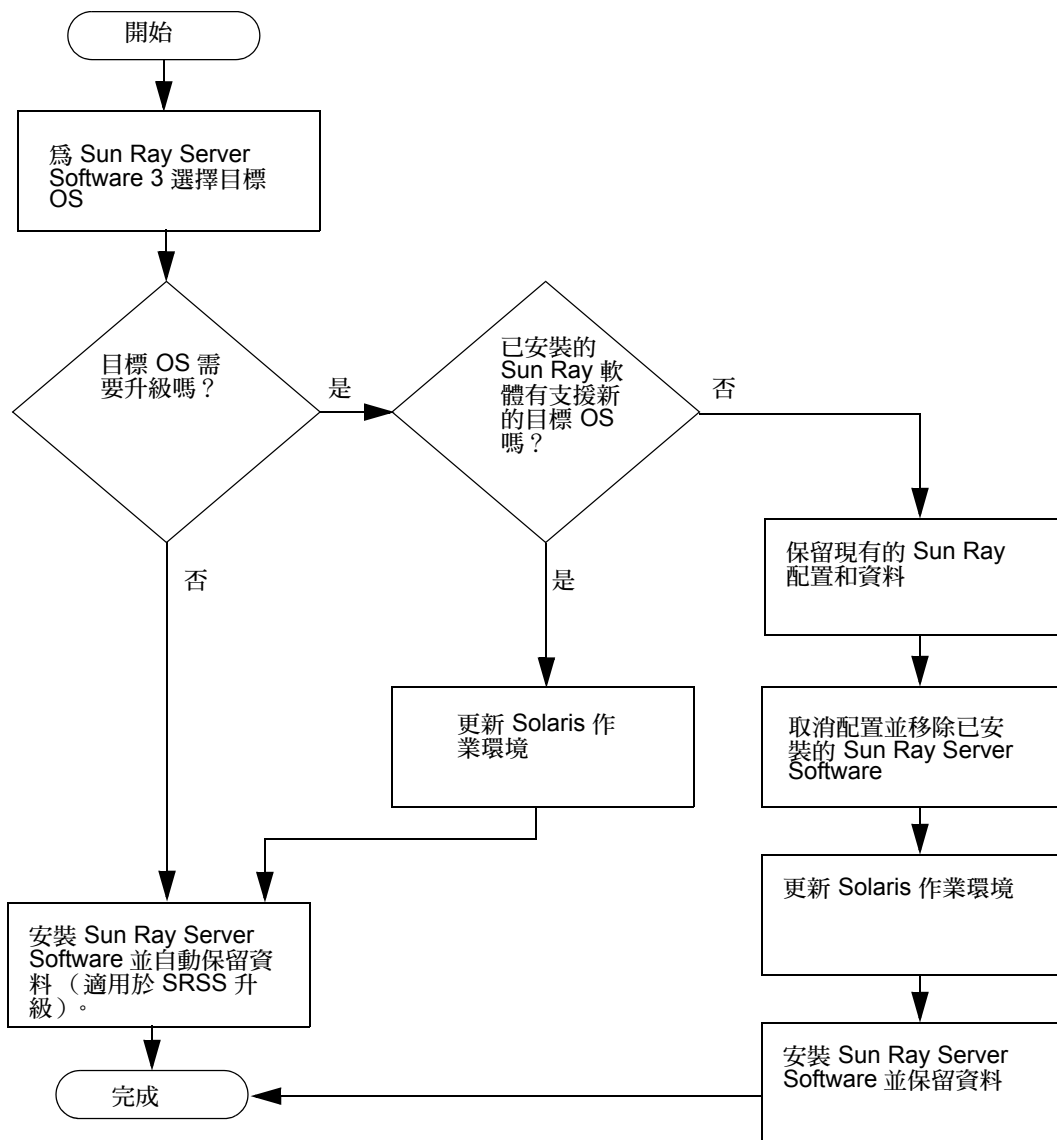 開始
爲 Sun Ray Server
Software 3 選擇目標
OS
目標 OS 需
要升級嗎？
是
已安裝的
Sun Ray 軟
體有支援新
的目標 OS
嗎？
否
否
是
保留現有的 Sun Ray
配置和資料
更新 Solaris 作
業環境
取消配置並移除已安
裝的 Sun Ray Server
Software
更新 Solaris 作業環境
安裝 Sun Ray Server
Software 並自動保留資
料（適用於 SRSS 升
級）。
安裝 Sun Ray Server
Software 並保留資料
完成